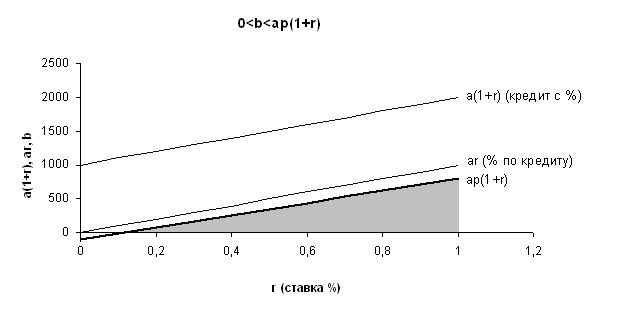 0<b<ap(1+r)
2500
2000
1500
1000
500
0
a(1+r), ar, b
a(1+r) (кредит с %)
ar (% по кредиту)
ap(1+r)
0 0,2 0,4 0,6 0,8 1 1,2
r (ставка %)